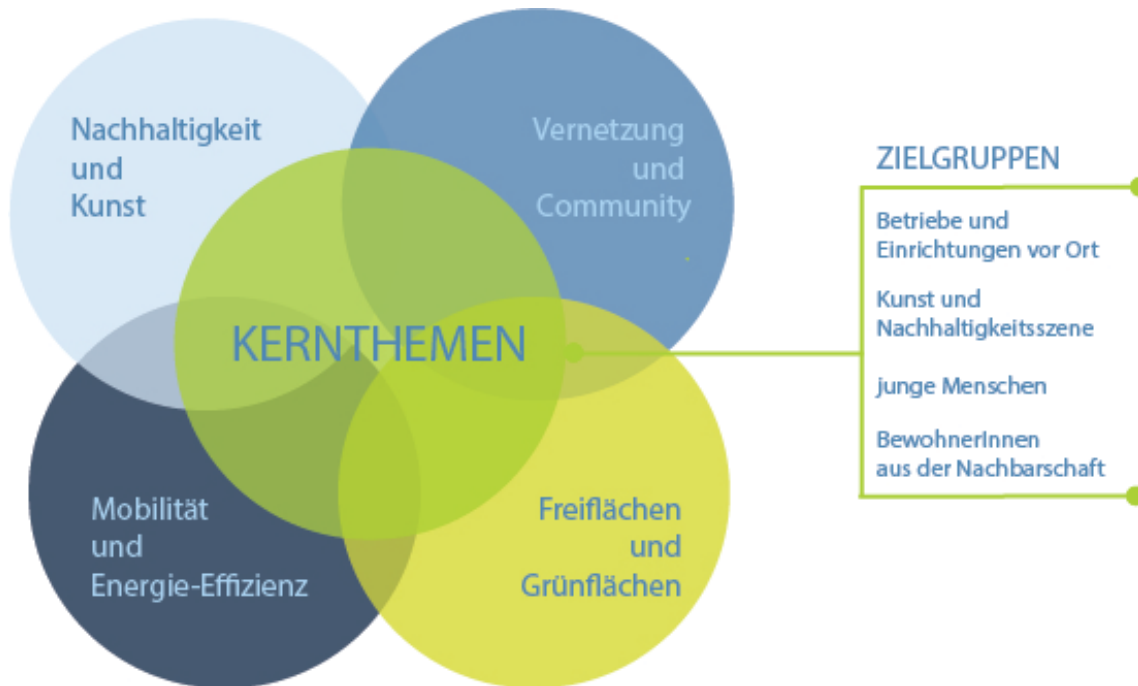 Nachhaltigkeit
und
Kunst
Vernetzung
und
Community
KERNTHEMEN
Mobilität
und
Energie-Effizienz
Freiflächen
und
Grünflächen
ZIELGRUPPEN
Betriebe und
Einrichtungen vor Ort
Kunst und
Nachhaltigkeitsszene
junge Menschen
BewohnerInnen
aus der Nachbarschaft